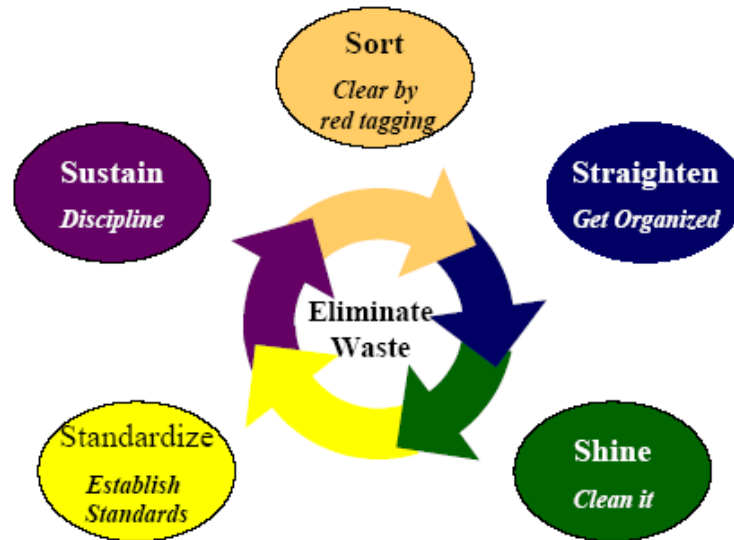 Sort
Clear by
red tagging
Straighten
Get Organized
Shine
Clean it
Standardize
Establish
Standards
Sustain
Discipline
Eliminate
Waste